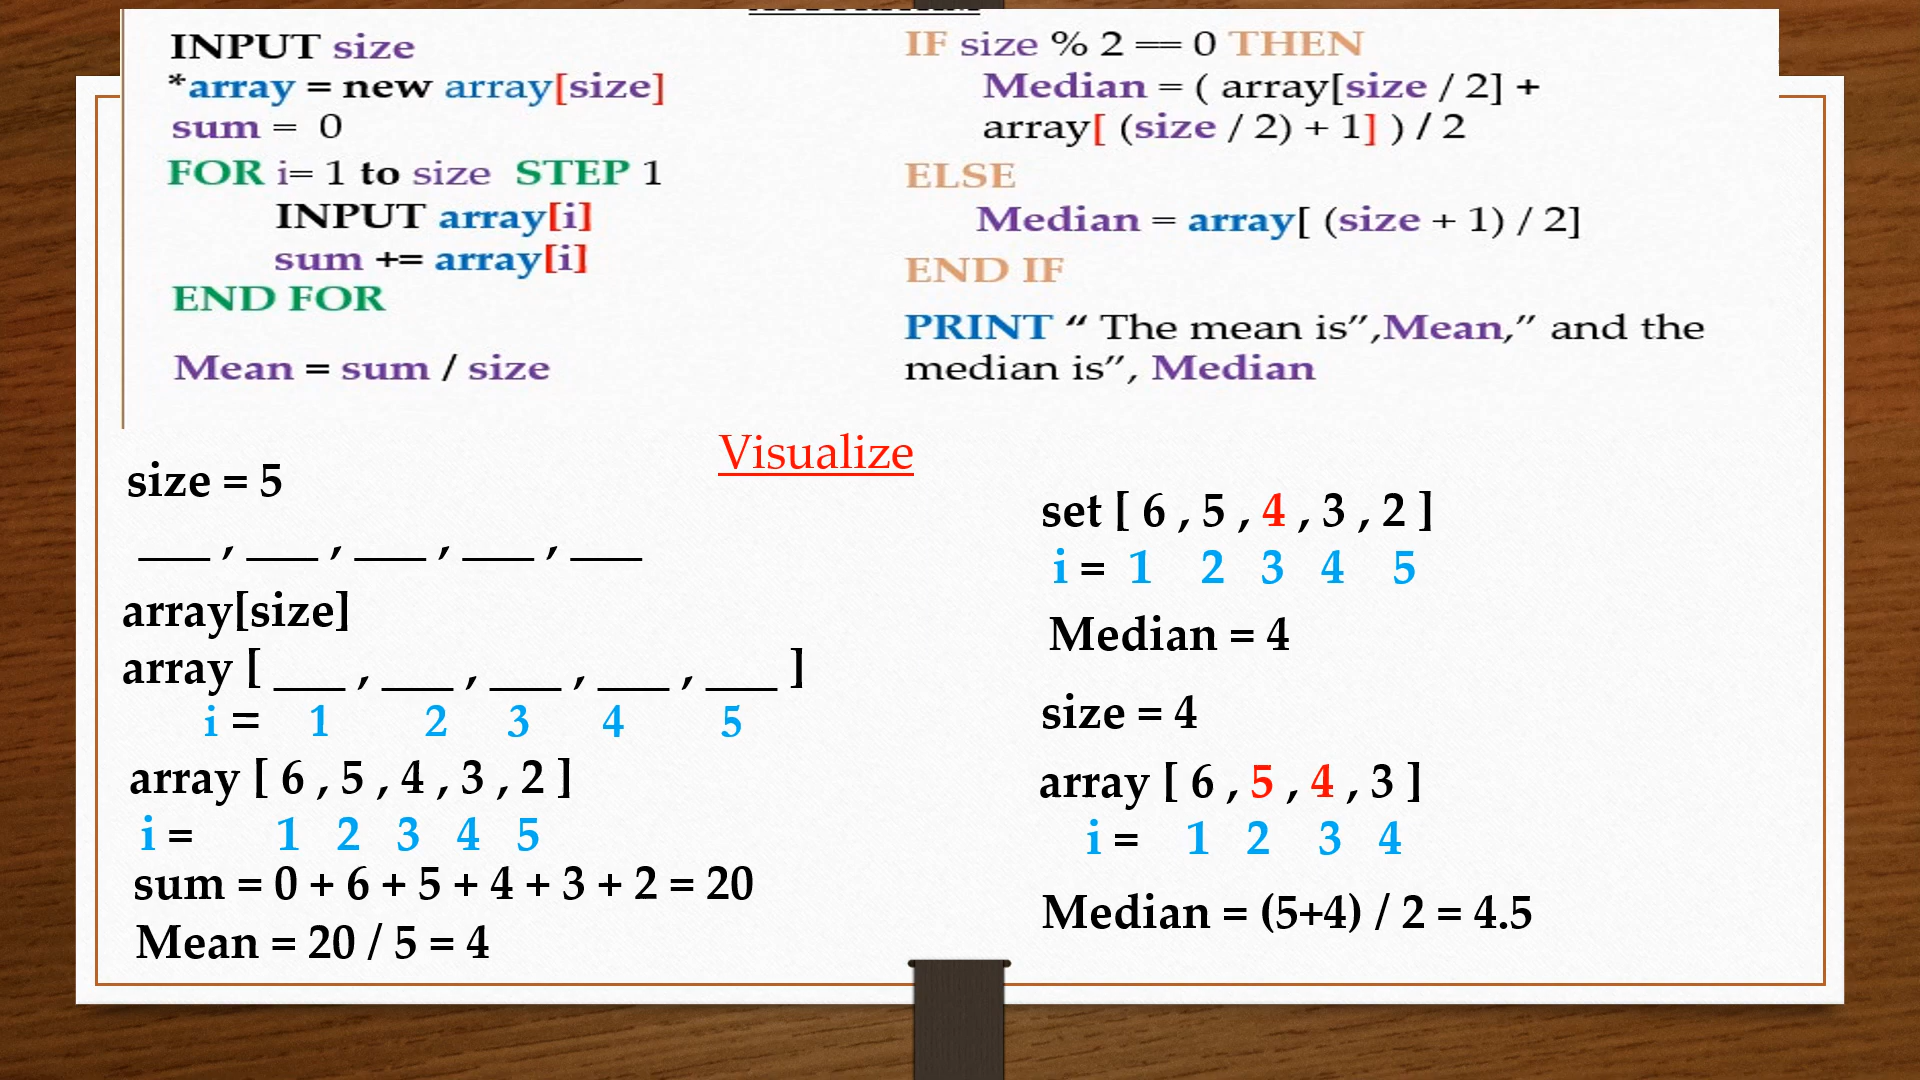 INPUT size
*array = new array[size]
sum = 0
FOR i= 1 to size STEP 1
INPUT array[i]
sum += array[i]
END FOR
Mean = sum / size
IF size % 2 == 0 THEN
Median = ( array[size / 2] +
array[ (size / 2) + 1] ) / 2
ELSE
Median = array[ (size + 1) / 2]
END IF
PRINT “ The mean is”,Mean,” and the
median is”, Median
Visualize
size = 5
___ , ___ , ___ , ___ , ___
array[size]
array [ ___ , ___ , ___ , ___ , ___ ]
i = 1 2 3 4 5
array [ 6 , 5 , 4 , 3 , 2 ]
i = 1 2 3 4 5
sum = 0 + 6 + 5 + 4 + 3 + 2 = 20
Mean = 20 / 5 = 4
set [ 6 , 5 , 4 , 3 , 2 ]
i = 1 2 3 4 5
Median = 4
size = 4
array [ 6 , 5 , 4 , 3 ]
i = 1 2 3 4
Median = (5+4) / 2 = 4.5